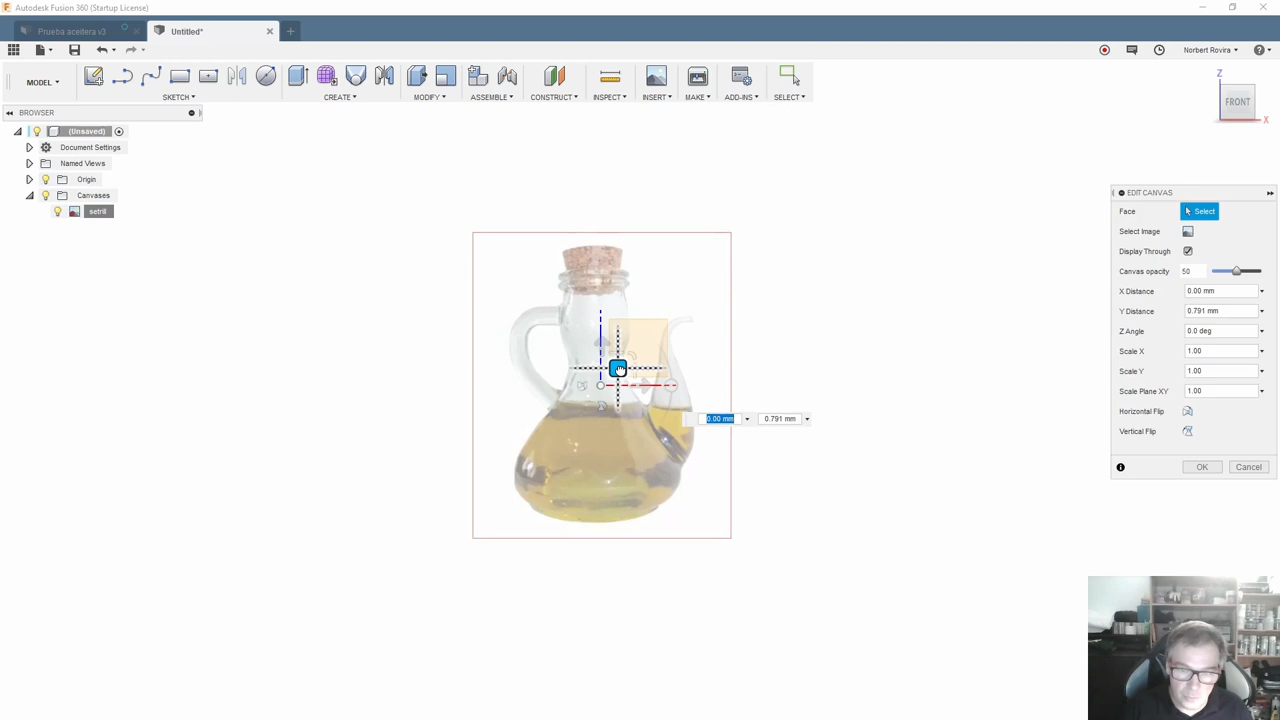 Autodesk Fusion 360 (Startup License)
Prueba aceitera v3
Untitled*
Norbert Rovira
MODEL
SKETCH
CREATE
MODIFY
ASSEMBLE
CONSTRUCT
INSPECT
INSERT
MAKE
ADD-INS
SELECT
BROWSER
(Unsaved)
Document Settings
Named Views
Origin
Canvases
setrill
Z
FRONT
X
EDIT CANVAS
Face Select
Select Image
Display Through
Canvas opacity 50
X Distance 0.00 mm
Y Distance 0.791 mm
Z Angle 0.0 deg
Scale X 1.00
Scale Y 1.00
Scale Plane XY 1.00
Horizontal Flip
Vertical Flip
OK Cancel
0.00 mm 0.791 mm